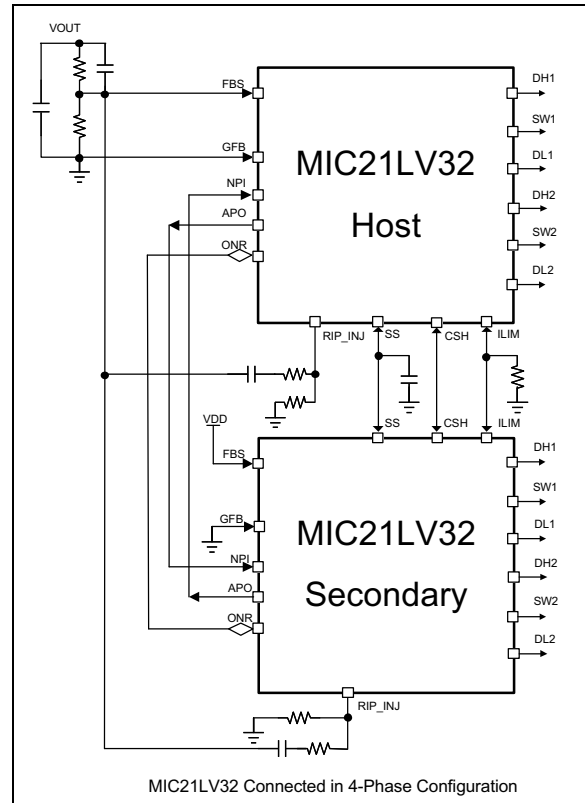 VOUT
FBS
GFB
NPI
APO
ONR
MIC21LV32
Host
DH1
SW1
DL1
DH2
SW2
DL2
RIP_INJ
SS
CSH
ILIM
VDD
SS
CSH
ILIM
FBS
GFB
NPI
APO
ONR
MIC21LV32
Secondary
DH1
SW1
DL1
DH2
SW2
DL2
RIP_INJ
MIC21LV32 Connected in 4-Phase Configuration